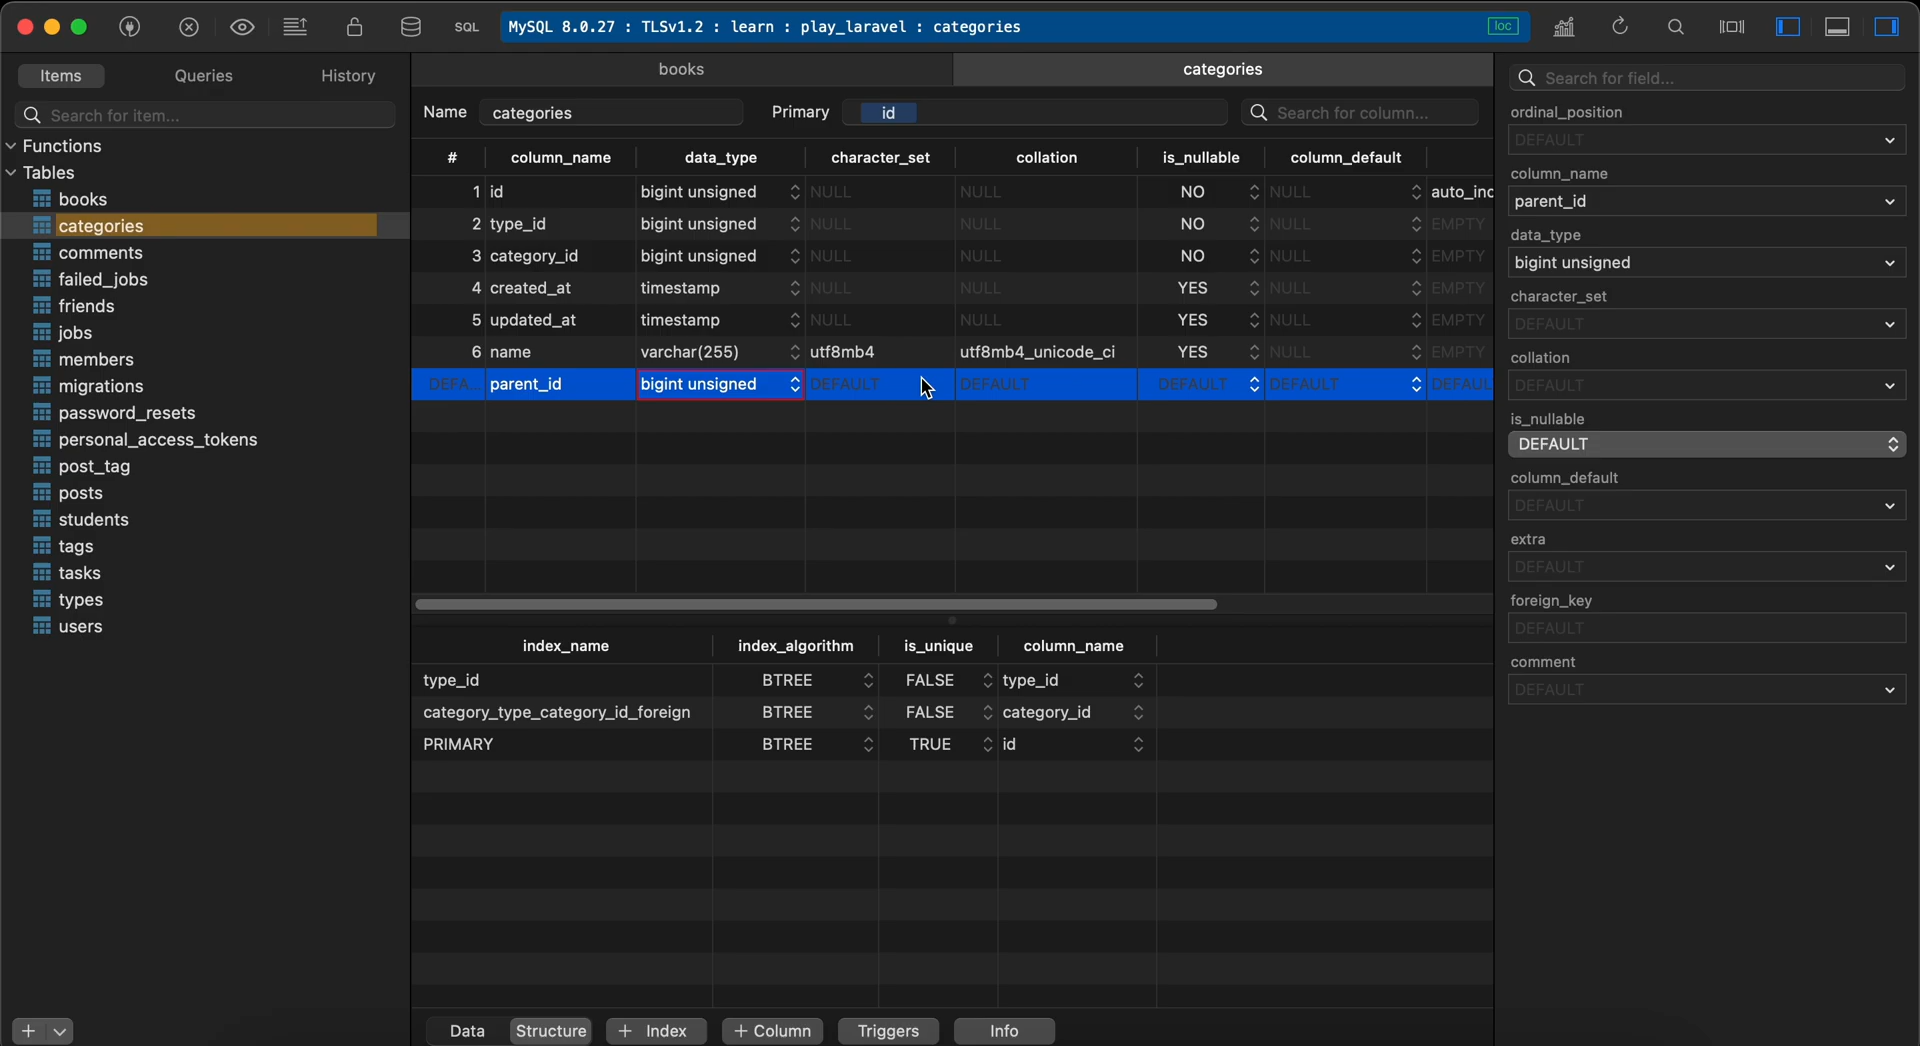 SQL
MySQL 8.0.27 : TLSv1.2 : learn : play_laravel : categories
loc
Items Queries History
Search for item...
Functions
Tables
books
categories
comments
failed_jobs
friends
jobs
members
migrations
password_resets
personal_access_tokens
post_tag
posts
students
tags
tasks
types
users
books categories
Name categories Primary id Search for column...
# column_name data_type character_set collation is_nullable column_default
1 id bigint unsigned NULL NULL NO NULL auto_inc
2 type_id bigint unsigned NULL NULL NO NULL EMPTY
3 category_id bigint unsigned NULL NULL NO NULL EMPTY
4 created_at timestamp NULL NULL YES NULL EMPTY
5 updated_at timestamp NULL NULL YES NULL EMPTY
6 name varchar(255) utf8mb4 utf8mb4_unicode_ci YES NULL EMPTY
DEFA... parent_id bigint unsigned DEFAULT DEFAULT DEFAULT DEFAULT DEFAUL
index_name index_algorithm is_unique column_name
type_id BTREE FALSE type_id
category_type_category_id_foreign BTREE FALSE category_id
PRIMARY BTREE TRUE id
Data Structure + Index + Column Triggers Info
Search for field...
ordinal_position
DEFAULT
column_name
parent_id
data_type
bigint unsigned
character_set
DEFAULT
collation
DEFAULT
is_nullable
DEFAULT
column_default
DEFAULT
extra
DEFAULT
foreign_key
DEFAULT
comment
DEFAULT